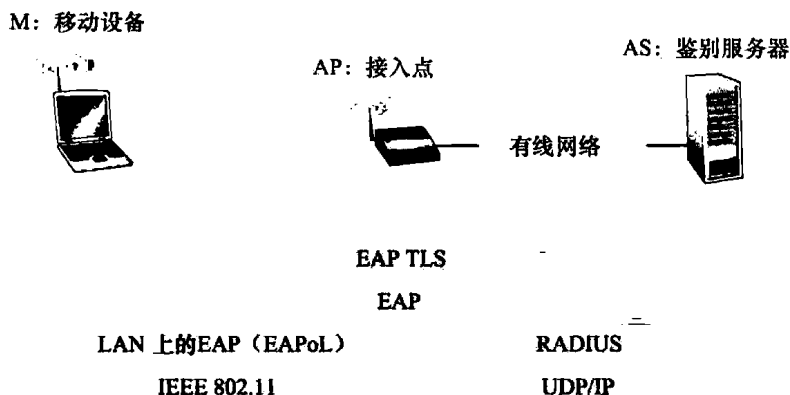 M：移动设备
AP：接入点
AS：鉴别服务器
有线网络
EAP TLS
EAP
LAN 上的EAP（EAPoL）
RADIUS
IEEE 802.11
UDP/IP